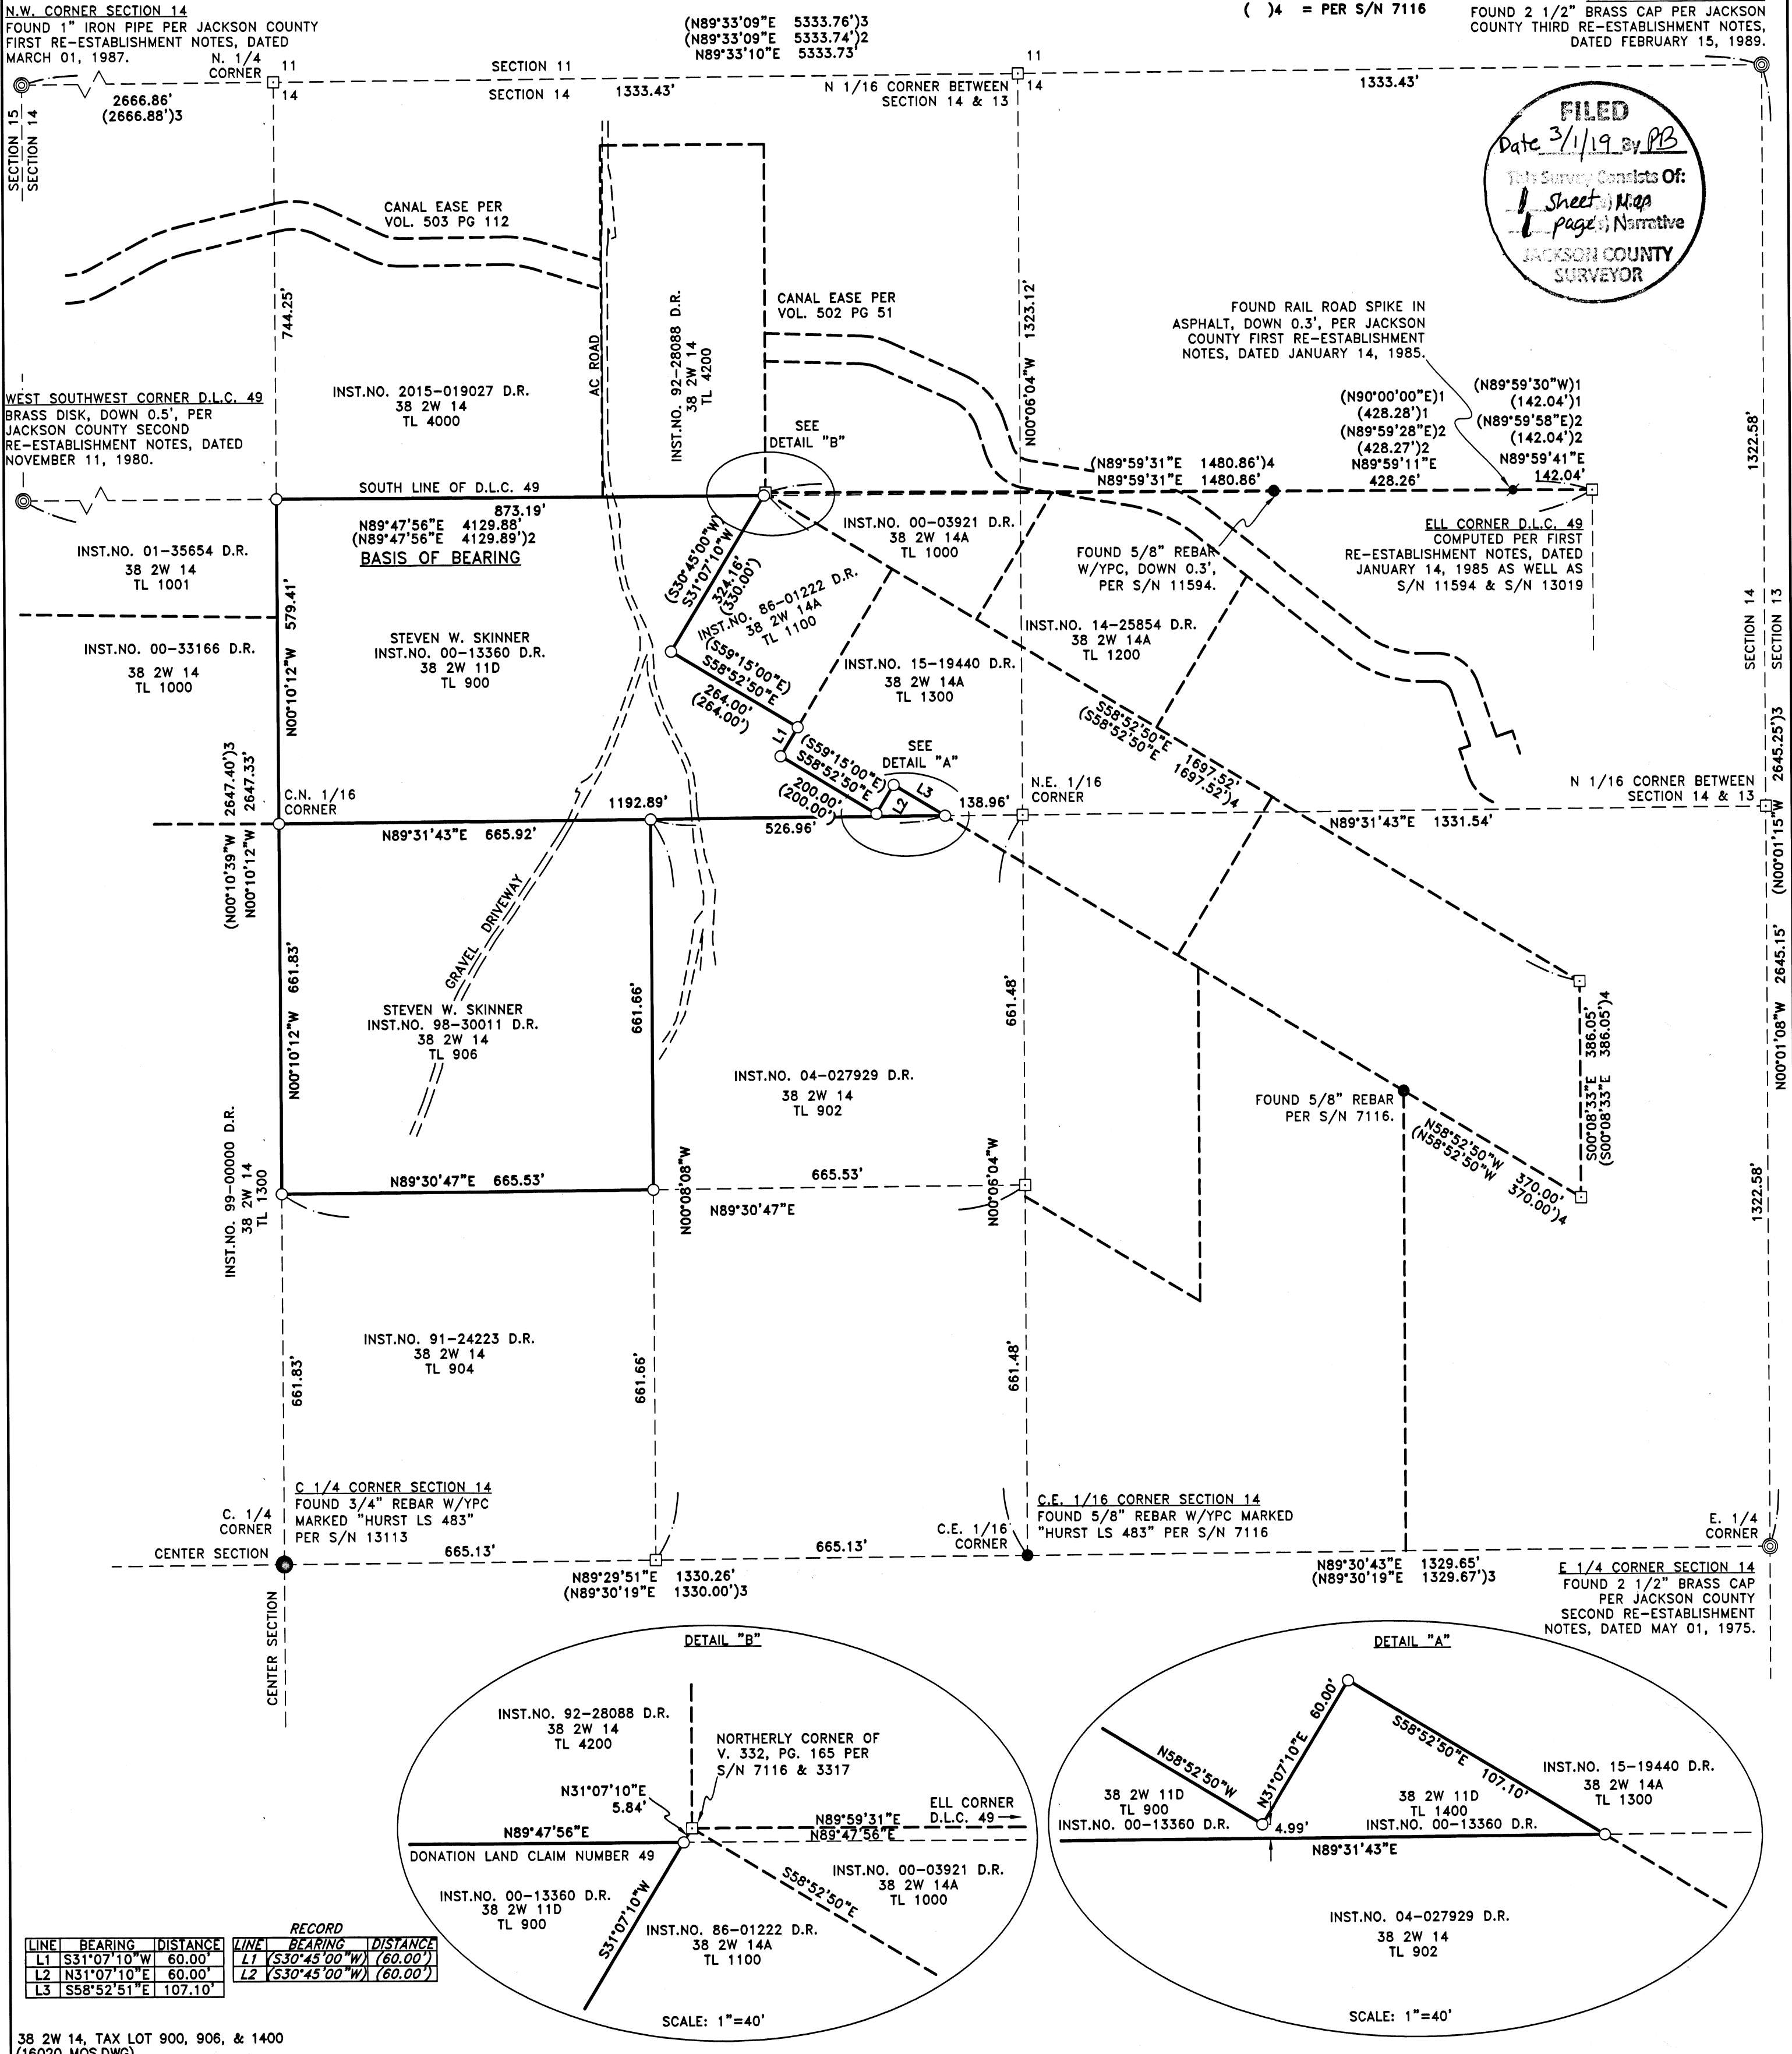 N.W. CORNER SECTION 14
FOUND 1" IRON PIPE PER JACKSON COUNTY
FIRST RE-ESTABLISHMENT NOTES, DATED
MARCH 01, 1987.
N. 1/4
CORNER
(N89°33'09"E 5333.76')3
(N89°33'09"E 5333.74')2
N89°33'10"E 5333.73'
( )4 = PER S/N 7116
FOUND 2 1/2" BRASS CAP PER JACKSON
COUNTY THIRD RE-ESTABLISHMENT NOTES,
DATED FEBRUARY 15, 1989.
11
14
SECTION 11
SECTION 14
1333.43'
N 1/16 CORNER BETWEEN
SECTION 14 & 13
11
14
1333.43'
2666.86'
(2666.88')3
SECTION 15
SECTION 14
FILED
Date 3/1/19 By PB
This Survey Consists Of:
1 Sheet(s) Map
1 page(s) Narrative
JACKSON COUNTY
SURVEYOR
CANAL EASE PER
VOL. 503 PG 112
744.25'
AC ROAD
INST.NO. 92-28088 D.R.
38 2W 14
TL 4200
CANAL EASE PER
VOL. 502 PG 51
N00°06'04"W 1323.12'
FOUND RAIL ROAD SPIKE IN
ASPHALT, DOWN 0.3', PER JACKSON
COUNTY FIRST RE-ESTABLISHMENT
NOTES, DATED JANUARY 14, 1985.
1322.58'
WEST SOUTHWEST CORNER D.L.C. 49
BRASS DISK, DOWN 0.5', PER
JACKSON COUNTY SECOND
RE-ESTABLISHMENT NOTES, DATED
NOVEMBER 11, 1980.
INST.NO. 2015-019027 D.R.
38 2W 14
TL 4000
SEE
DETAIL "B"
(N90°00'00"E)1
(428.28')1
(N89°59'28"E)2
(428.27')2
N89°59'11"E
428.26'
(N89°59'30"W)1
(142.04')1
(N89°59'58"E)2
(142.04')2
N89°59'41"E
142.04'
(N89°59'31"E 1480.86')4
N89°59'31"E 1480.86'
SOUTH LINE OF D.L.C. 49
873.19'
N89°47'56"E 4129.88'
(N89°47'56"E 4129.89')2
BASIS OF BEARING
INST.NO. 01-35654 D.R.
38 2W 14
TL 1001
INST.NO. 00-03921 D.R.
38 2W 14A
TL 1000
FOUND 5/8" REBAR
W/YPC, DOWN 0.3',
PER S/N 11594.
ELL CORNER D.L.C. 49
COMPUTED PER FIRST
RE-ESTABLISHMENT NOTES, DATED
JANUARY 14, 1985 AS WELL AS
S/N 11594 & S/N 13019
(S30°45'00"W)
S31°07'10"W
324.16'
(330.00')
INST.NO. 86-01222 D.R.
38 2W 14A
TL 1100
N00°10'12"W 579.41'
INST.NO. 00-33166 D.R.
38 2W 14
TL 1000
STEVEN W. SKINNER
INST.NO. 00-13360 D.R.
38 2W 11D
TL 900
(S59°15'00"E)
S58°52'50"E
264.00'
(264.00')
INST.NO. 14-25854 D.R.
38 2W 14A
TL 1200
INST.NO. 15-19440 D.R.
38 2W 14A
TL 1300
SECTION 14
SECTION 13
L1
(S59°15'00"E)
S58°52'50"E
200.00'
(200.00')
SEE
DETAIL "A"
L2
L3
S58°52'50"E 1697.52'
(S58°52'50"E 1697.52')4
C.N. 1/16
CORNER
1192.89'
138.96'
N.E. 1/16
CORNER
N 1/16 CORNER BETWEEN
SECTION 14 & 13
N89°31'43"E 665.92'
526.96'
N89°31'43"E 1331.54'
(N00°10'39"W 2647.40')3
N00°10'12"W 2647.33'
(N00°01'15"W 2645.25')3
N00°01'08"W 2645.15'
GRAVEL DRIVEWAY
N00°10'12"W 661.83'
661.66'
661.48'
STEVEN W. SKINNER
INST.NO. 98-30011 D.R.
38 2W 14
TL 906
INST.NO. 04-027929 D.R.
38 2W 14
TL 902
FOUND 5/8" REBAR
PER S/N 7116.
S00°08'33"E 386.05'
(S00°08'33"E 386.05')4
N58°52'50"W 370.00'
(N58°52'50"W 370.00')4
INST.NO. 99-00000 D.R.
38 2W 14
TL 1300
N89°30'47"E 665.53'
N00°08'08"W
665.53'
N89°30'47"E
N00°06'04"W
1322.58'
INST.NO. 91-24223 D.R.
38 2W 14
TL 904
661.83'
661.66'
661.48'
C 1/4 CORNER SECTION 14
FOUND 3/4" REBAR W/YPC
MARKED "HURST LS 483"
PER S/N 13113
C. 1/4
CORNER
CENTER SECTION
C.E. 1/16 CORNER SECTION 14
FOUND 5/8" REBAR W/YPC MARKED
"HURST LS 483" PER S/N 7116
C.E. 1/16
CORNER
E. 1/4
CORNER
665.13'
665.13'
N89°29'51"E 1330.26'
(N89°30'19"E 1330.00')3
N89°30'43"E 1329.65'
(N89°30'19"E 1329.67')3
E 1/4 CORNER SECTION 14
FOUND 2 1/2" BRASS CAP
PER JACKSON COUNTY
SECOND RE-ESTABLISHMENT
NOTES, DATED MAY 01, 1975.
CENTER SECTION
DETAIL "B"
INST.NO. 92-28088 D.R.
38 2W 14
TL 4200
NORTHERLY CORNER OF
V. 332, PG. 165 PER
S/N 7116 & 3317
N31°07'10"E
5.84'
ELL CORNER
D.L.C. 49
N89°59'31"E
N89°47'56"E
N89°47'56"E
DONATION LAND CLAIM NUMBER 49
INST.NO. 00-13360 D.R.
38 2W 11D
TL 900
S31°07'10"W
S58°52'50"E
INST.NO. 00-03921 D.R.
38 2W 14A
TL 1000
INST.NO. 86-01222 D.R.
38 2W 14A
TL 1100
SCALE: 1"=40'
DETAIL "A"
N58°52'50"W
N31°07'10"E 60.00'
S58°52'50"E 107.10'
INST.NO. 15-19440 D.R.
38 2W 14A
TL 1300
38 2W 11D
TL 900
INST.NO. 00-13360 D.R.
4.99'
38 2W 11D
TL 1400
INST.NO. 00-13360 D.R.
N89°31'43"E
INST.NO. 04-027929 D.R.
38 2W 14
TL 902
SCALE: 1"=40'
RECORD
LINE BEARING DISTANCE
L1 S31°07'10"W 60.00'
L2 N31°07'10"E 60.00'
L3 S58°52'51"E 107.10'
LINE BEARING DISTANCE
L1 (S30°45'00"W) (60.00')
L2 (S30°45'00"W) (60.00')
38 2W 14, TAX LOT 900, 906, & 1400
(16020 MOS.DWG)